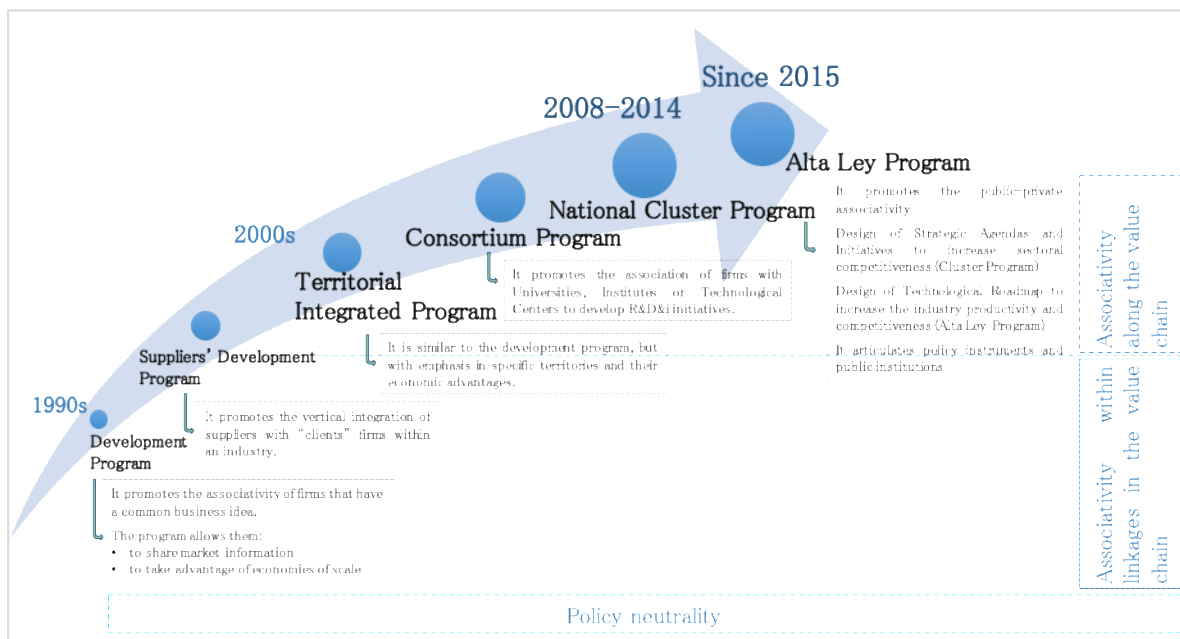 Since 2015
2008-2014
Alta Ley Program
It promotes the public-private
associativity
Design of Strategic Agendas and
Initiatives to increase sectoral
competitiveness (Cluster Program)
Design of Technological Roadmap to
increase the industry productivity and
competitiveness (Alta Ley Program)
It articulates policy instruments and
public institutions
National Cluster Program
Consortium Program
It promotes the association of firms with
Universities, Institutes or Technological
Centers to develop R&D&i initiatives.
2000s
Territorial
Integrated Program
It is similar to the development program, but
with emphasis in specific territories and their
economic advantages.
Suppliers' Development
Program
It promotes the vertical integration of
suppliers with "clients" firms within
an industry.
1990s
Development
Program
It promotes the associativity of firms that have
a common business idea.
The program allows them:
• to share market information
• to take advantage of economies of scale
Associativity
along the value
chain
Associativity within
linkages in the value
chain
Policy neutrality